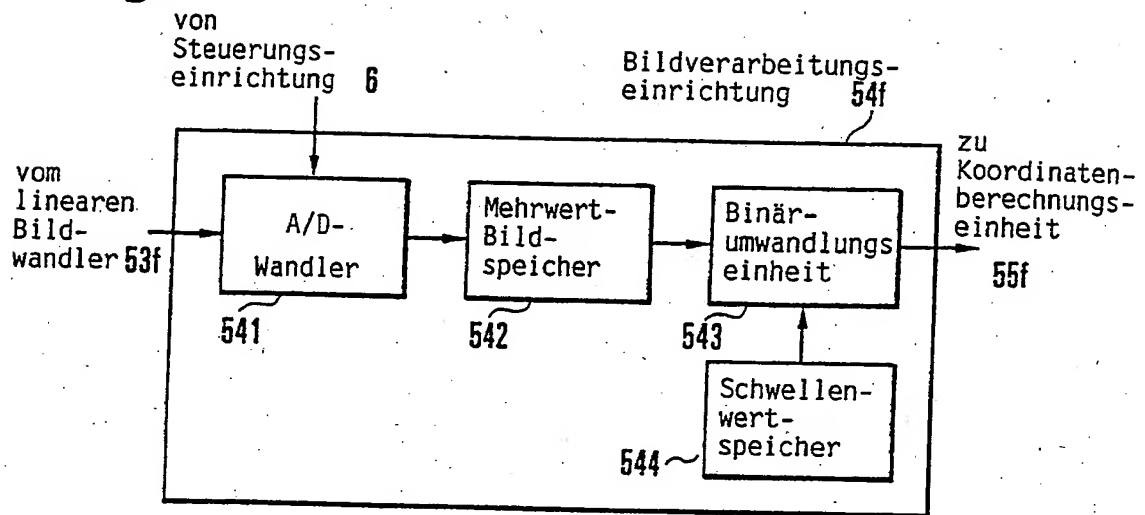 von
Steuerungs-
einrichtung 6
Bildverarbeitungs-
einrichtung 54f
vom
linearen
Bild-
wandler 53f
A/D-
Wandler
541
Mehrwert-
Bild-
speicher
542
Binär-
umwandlungs
einheit
543
Schwellen-
wert-
speicher
544
zu
Koordinaten-
berechnungs-
einheit
55f